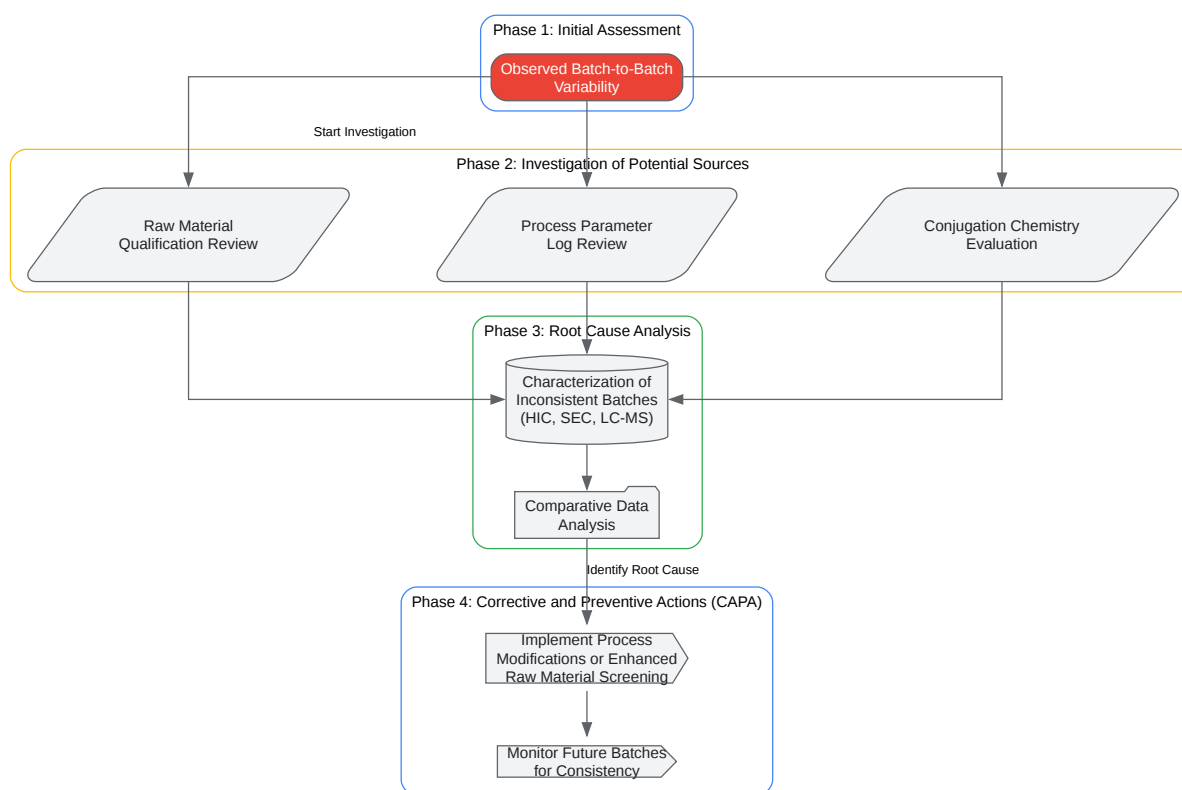 Phase 1: Initial Assessment
Observed Batch-to-Batch
Variability
Start Investigation
Phase 2: Investigation of Potential Sources
Raw Material
Qualification Review
Process Parameter
Log Review
Conjugation Chemistry
Evaluation
Phase 3: Root Cause Analysis
Characterization of
Inconsistent Batches
(HIC, SEC, LC-MS)
Comparative Data
Analysis
Identify Root Cause
Phase 4: Corrective and Preventive Actions (CAPA)
Implement Process
Modifications or Enhanced
Raw Material Screening
Monitor Future Batches
for Consistency